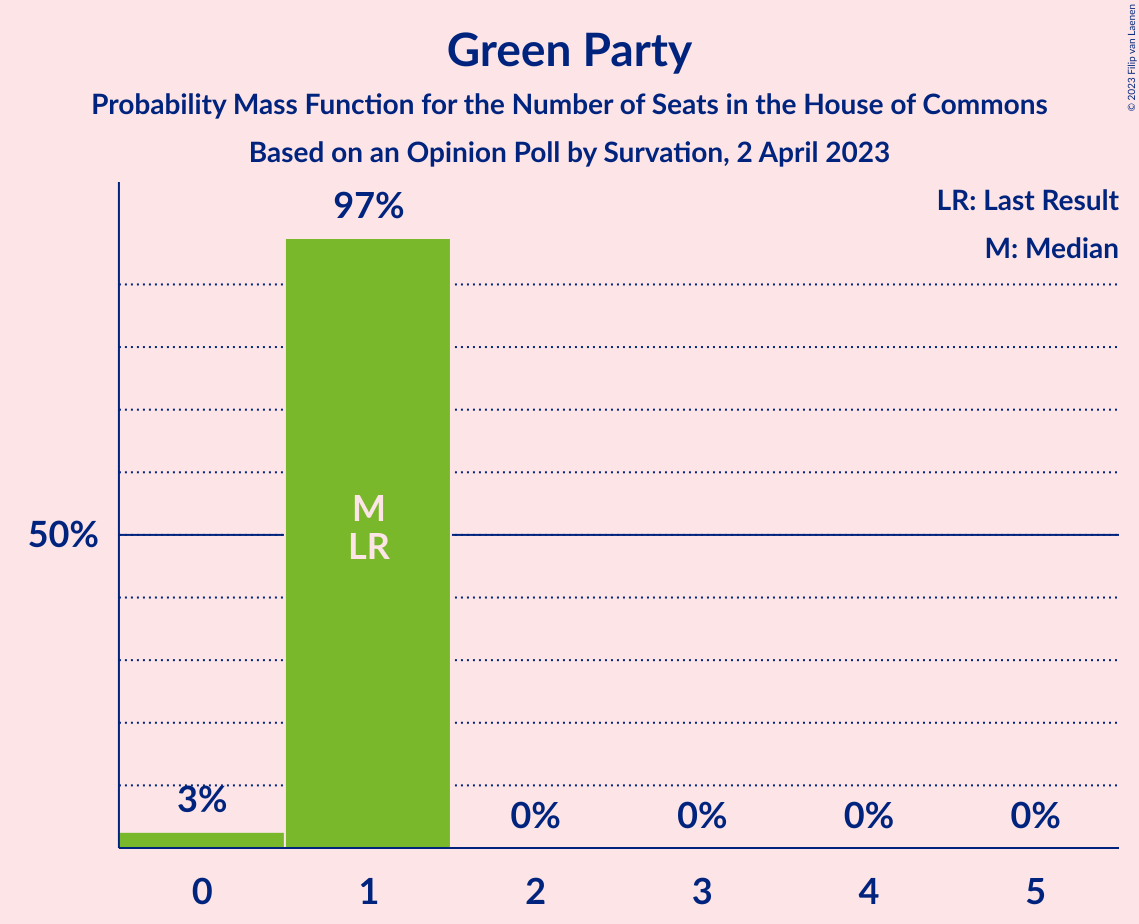 Green Party
Probability Mass Function for the Number of Seats in the House of Commons
Based on an Opinion Poll by Survation, 2 April 2023
© 2023 Filip van Laenen
LR: Last Result
M: Median
97%
M
LR
50%
3%
0%
0%
0%
0%
0
1
2
3
4
5